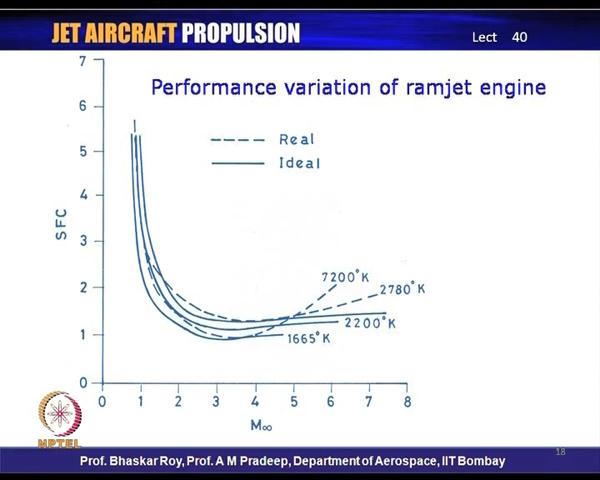 JET AIRCRAFT PROPULSION
Lect 40
Performance variation of ramjet engine
7
6
5
4
3
2
1
0
SFC
Real
Ideal
7200°K
2780°K
2200°K
1665°K
0 1 2 3 4 5 6 7 8
M∞
NPTEL
18
Prof. Bhaskar Roy, Prof. A M Pradeep, Department of Aerospace, IIT Bombay